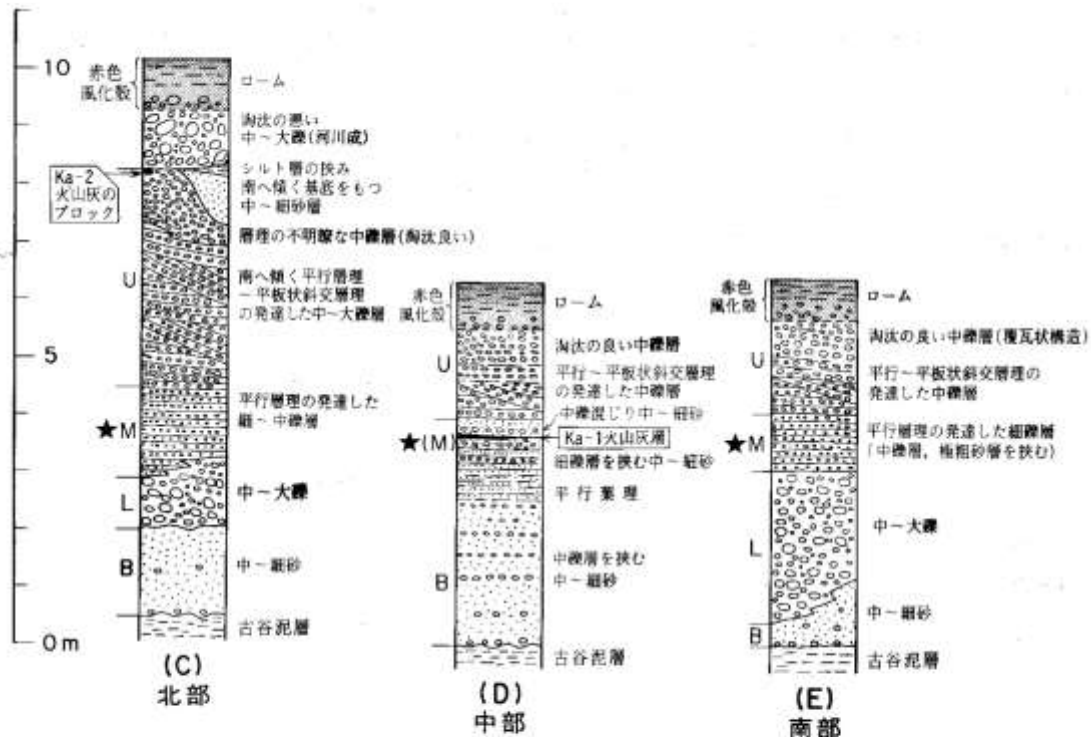 10
5
0m
赤色
風化殻
ローム
淘汰の悪い
中～大礫(河川成)
Ka-2
火山灰の
ブロック
シルト層の挟み
南へ傾く基底をもつ
中～細砂層
層理の不明瞭な中礫層(淘汰良い)
U
南へ傾く平行層理
～平板状斜交層理
の発達した中～大礫層
平行層理の発達した
細～中礫層
★M
L
中～大礫
B
中～細砂
古谷泥層
(C)
北部
赤色
風化殻
ローム
U
淘汰の良い中礫層
平行～平板状斜交層理
の発達した中礫層
中礫混じり中～細砂
★(M)
Ka-1火山灰層
細礫層を挟む中～細砂
平行葉理
中礫層を挟む
中～細砂
B
古谷泥層
(D)
中部
赤色
風化殻
ローム
淘汰の良い中礫層(覆瓦状構造)
U
平行～平板状斜交層理の
発達した中礫層
★M
平行層理の発達した細礫層
(中礫層, 極粗砂層を挟む)
L
中～大礫
中～細砂
B
古谷泥層
(E)
南部